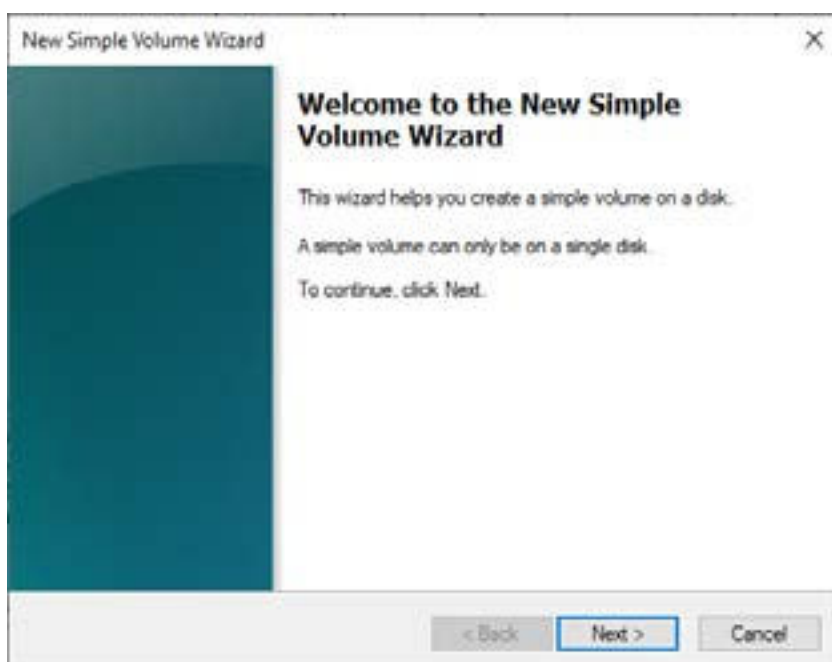 New Simple Volume Wizard
Welcome to the New Simple
Volume Wizard
This wizard helps you create a simple volume on a disk.
A simple volume can only be on a single disk.
To continue, click Next.
< Back
Next >
Cancel